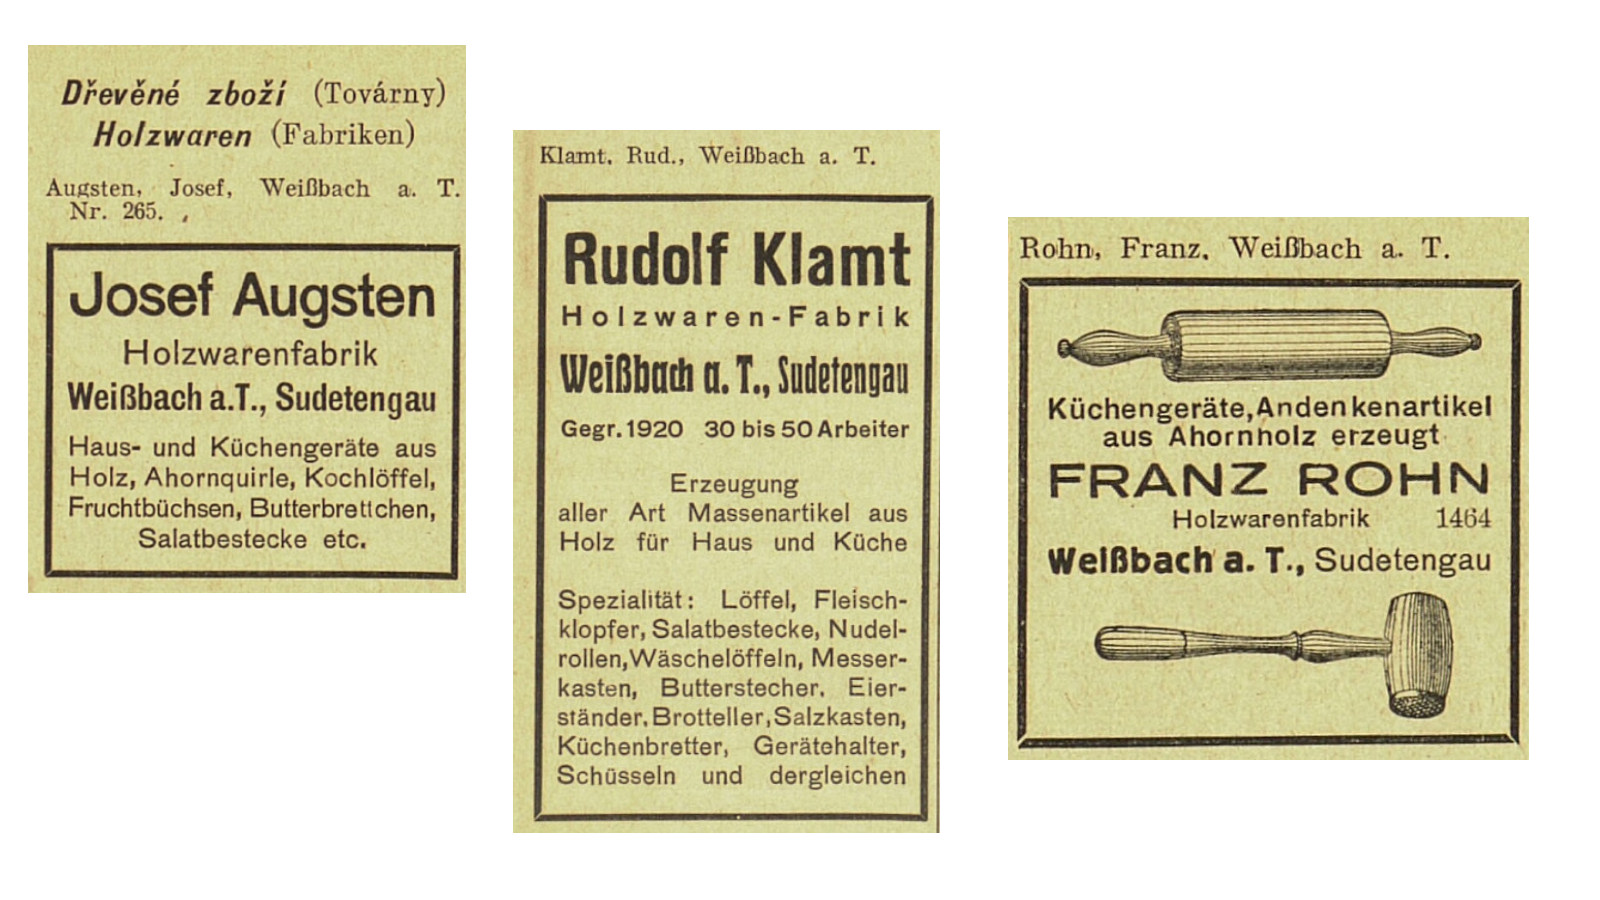 Dřevěné zboží (Továrny)
Holzwaren (Fabriken)
Augsten, Josef, Weißbach a. T.
Nr. 265.
Josef Augsten
Holzwarenfabrik
Weißbach a.T., Sudetengau
Haus- und Küchengeräte aus
Holz, Ahornquirle, Kochlöffel,
Fruchtbüchsen, Butterbrettchen,
Salatbestecke etc.
Klamt, Rud., Weißbach a. T.
Rudolf Klamt
Holzwaren-Fabrik
Weißbach a. T., Sudetengau
Gegr. 1920 30 bis 50 Arbeiter
Erzeugung
aller Art Massenartikel aus
Holz für Haus und Küche
Spezialität: Löffel, Fleisch-
klopfer, Salatbestecke, Nudel-
rollen, Wäschelöffeln, Messer-
kasten, Butterstecher, Eier-
ständer, Brotteller, Salzkasten,
Küchenbretter, Gerätehalter,
Schüsseln und dergleichen
Rohn, Franz, Weißbach a. T.
Küchengeräte, Andenkenartikel
aus Ahornholz erzeugt
FRANZ ROHN
Holzwarenfabrik 1464
Weißbach a. T., Sudetengau